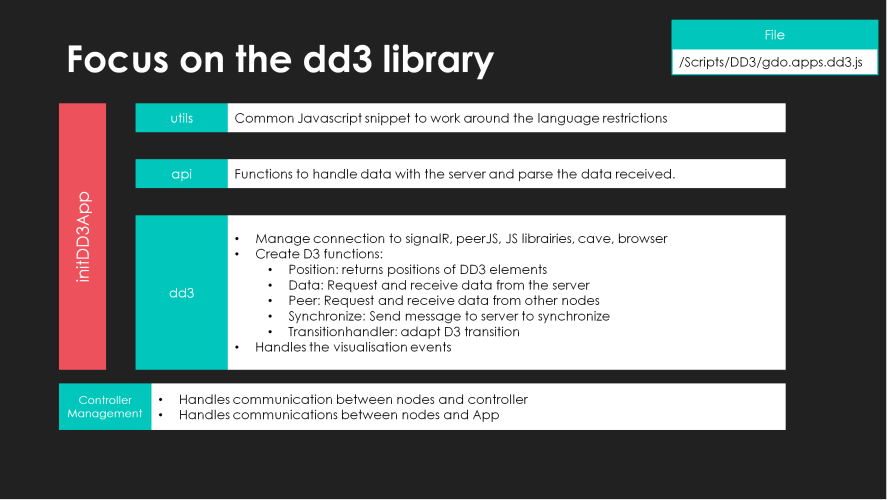 Focus on the dd3 library
File
/Scripts/DD3/gdo.apps.dd3.js
initDD3App
utils
Common Javascript snippet to work around the language restrictions
api
Functions to handle data with the server and parse the data received.
dd3
• Manage connection to signalR, peerJS, JS librairies, cave, browser
• Create D3 functions:
• Position: returns positions of DD3 elements
• Data: Request and receive data from the server
• Peer: Request and receive data from other nodes
• Synchronize: Send message to server to synchronize
• Transitionhandler: adapt D3 transition
• Handles the visualisation events
Controller
Management
• Handles communication between nodes and controller
• Handles communications between nodes and App